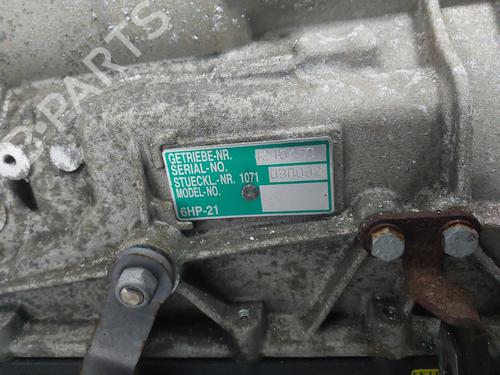 B-PARTS
GETRIEBE-NR.
SERIAL-NO.
STUECKL.-NR. 1071
MODEL-NO.
6HP-21